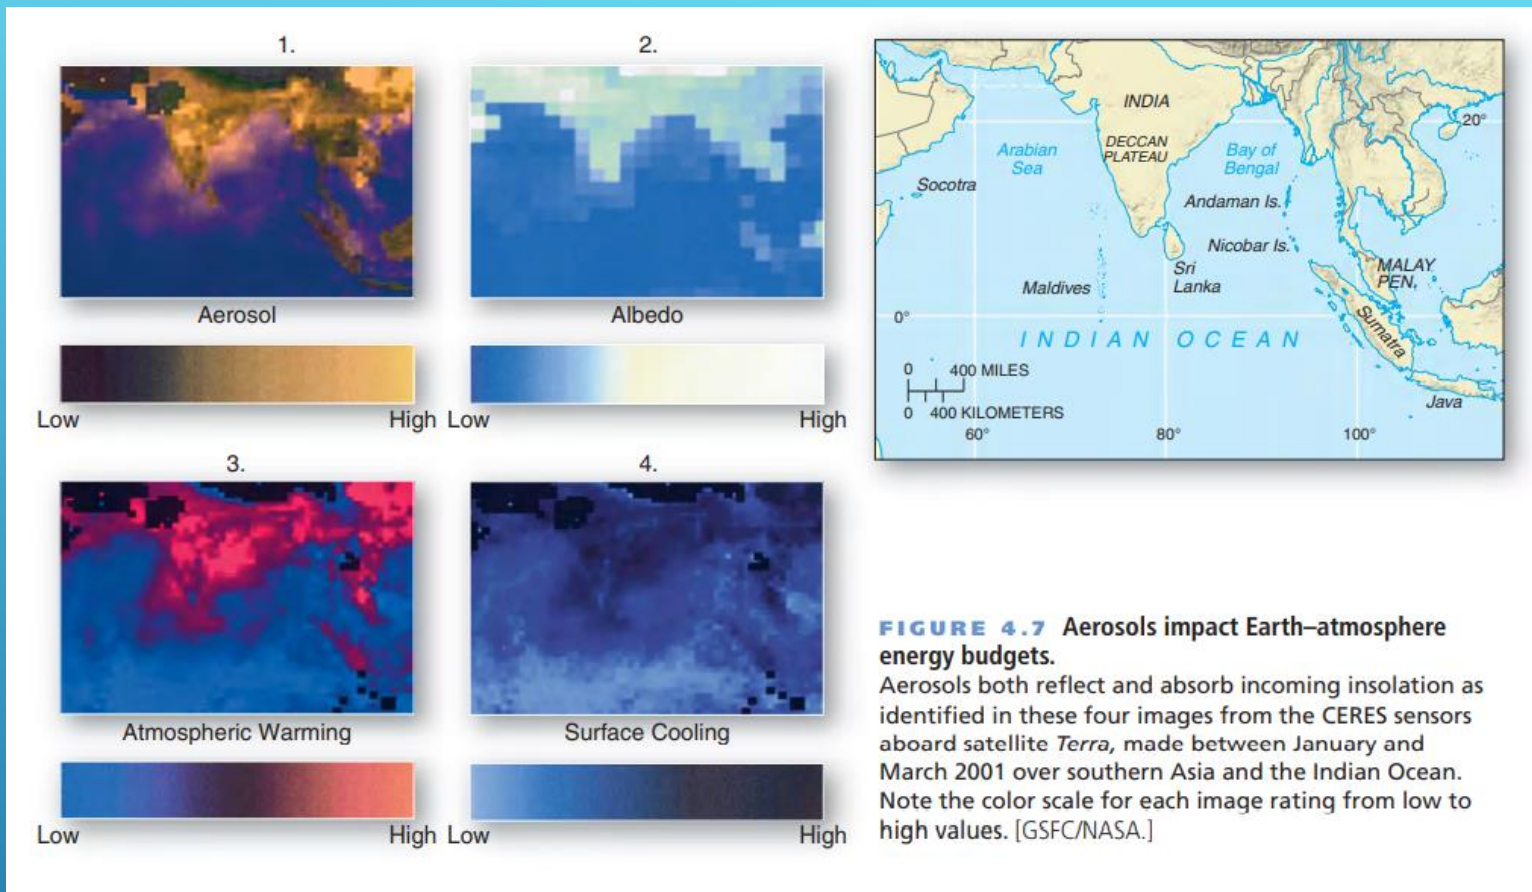 1.
2.
Aerosol
Albedo
Low
High
Low
High
3.
4.
Atmospheric Warming
Surface Cooling
Low
High
Low
High
INDIA
DECCAN
PLATEAU
Arabian
Sea
Bay of
Bengal
20°
Socotra
Andaman Is.
Nicobar Is.
Sri
Lanka
Maldives
MALAY
PEN.
Sumatra
0°
INDIAN OCEAN
0 400 MILES
0 400 KILOMETERS
Java
60°
80°
100°
FIGURE 4.7 Aerosols impact Earth–atmosphere
energy budgets.
Aerosols both reflect and absorb incoming insolation as
identified in these four images from the CERES sensors
aboard satellite Terra, made between January and
March 2001 over southern Asia and the Indian Ocean.
Note the color scale for each image rating from low to
high values. [GSFC/NASA.]